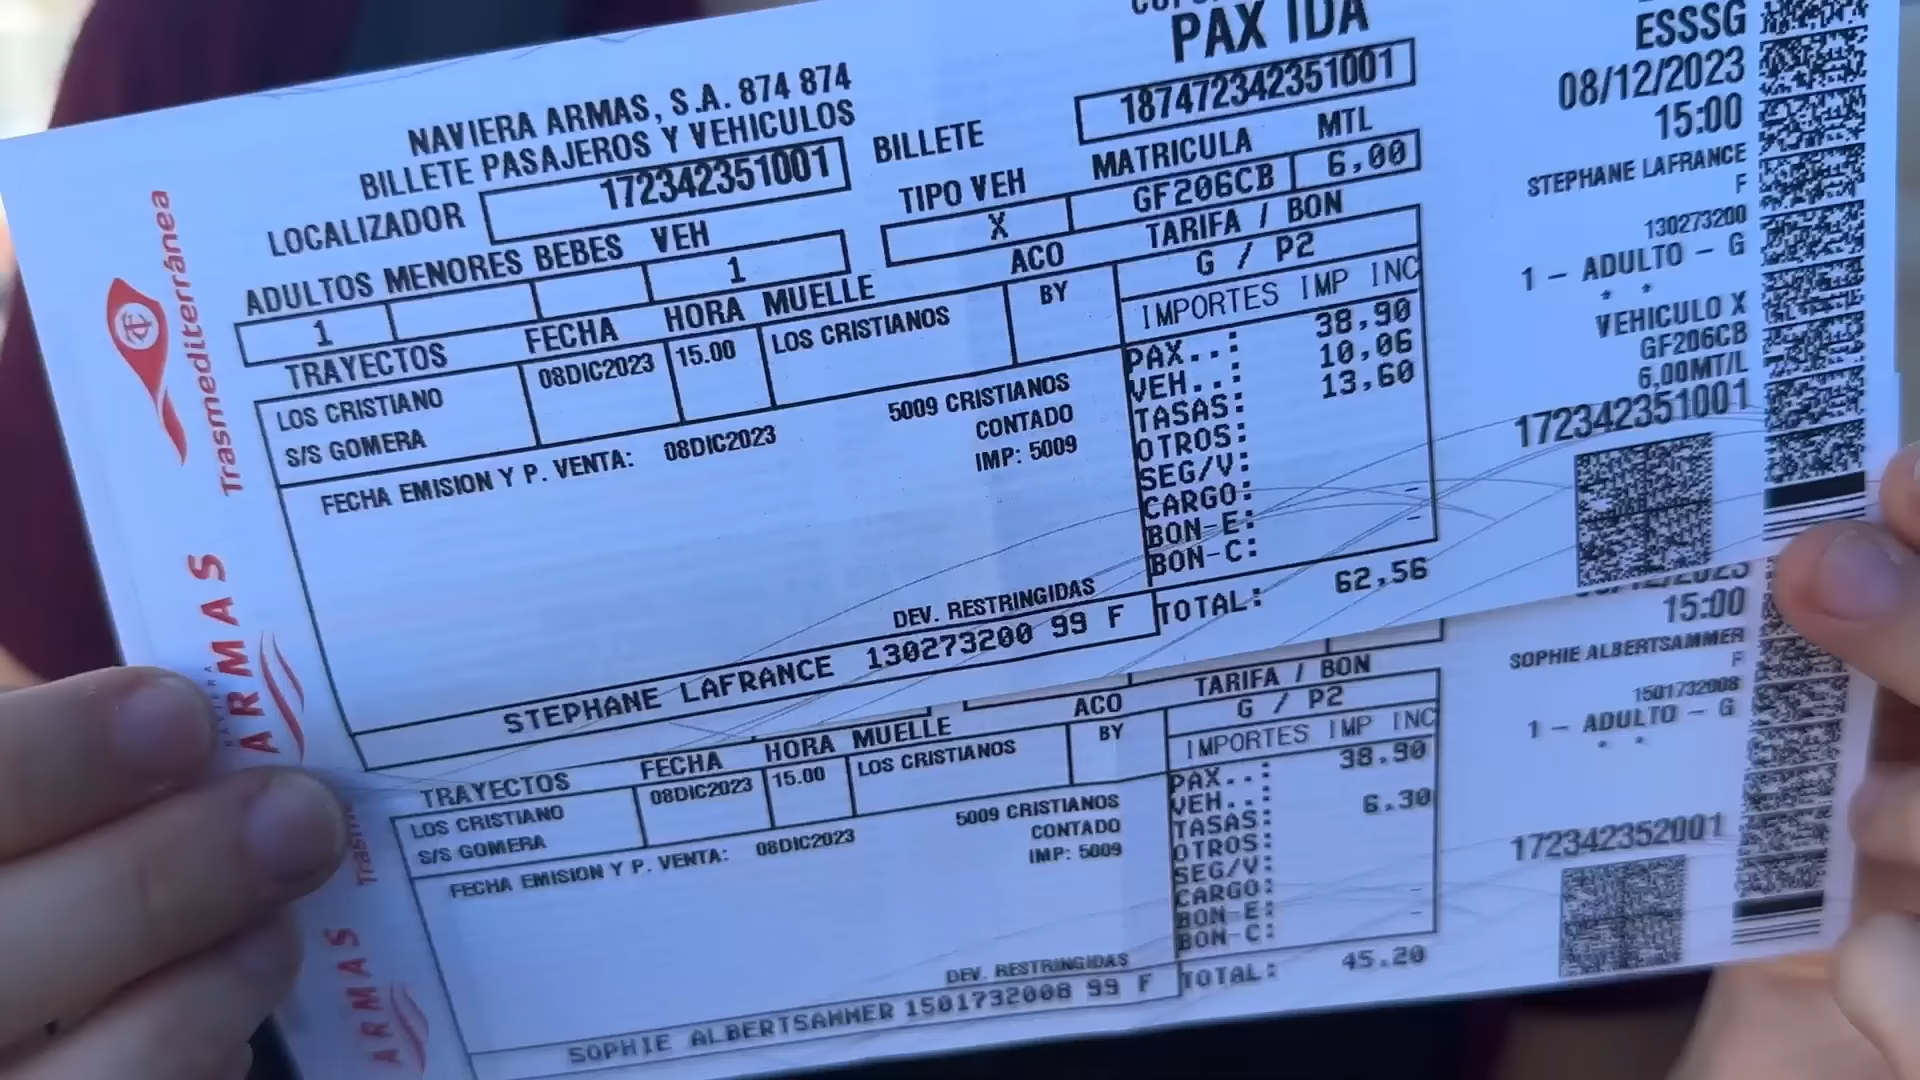 PAX IDA
NAVIERA ARMAS, S.A. 874 874
BILLETE PASAJEROS Y VEHICULOS
LOCALIZADOR 172342351001
BILLETE 187472342351001
ADULTOS MENORES BEBES VEH
1 1
TIPO VEH MATRICULA MTL
X GF206CB 6,00
TRAYECTOS FECHA HORA MUELLE ACO TARIFA / BON
LOS CRISTIANO 08DIC2023 15.00 LOS CRISTIANOS BY G / P2
S/S GOMERA
IMPORTES IMP INC
FECHA EMISION Y P. VENTA: 08DIC2023
5009 CRISTIANOS
CONTADO
IMP: 5009
PAX..: 38,90
VEH..: 10,06
TASAS: 13,60
OTROS:
SEG/V:
CARGO:
BON-E: -
BON-C: -
DEV. RESTRINGIDAS
TOTAL: 62,56
STEPHANE LAFRANCE 130273200 99 F
Trasmediterránea
NAVIERA
ARMAS
ESSSG
08/12/2023
15:00
STEPHANE LAFRANCE
F
130273200
1 - ADULTO - G
* *
VEHICULO X
GF206CB
6,00MT/L
172342351001
TRAYECTOS FECHA HORA MUELLE ACO TARIFA / BON
LOS CRISTIANO 08DIC2023 15.00 LOS CRISTIANOS BY G / P2
S/S GOMERA
IMPORTES IMP INC
FECHA EMISION Y P. VENTA: 08DIC2023
5009 CRISTIANOS
CONTADO
IMP: 5009
PAX..: 38.90
VEH..:
TASAS: 6.30
OTROS:
SEG/V:
CARGO:
BON-E: -
BON-C: -
DEV. RESTRINGIDAS
TOTAL: 45.20
SOPHIE ALBERTSAMMER 1501732008 99 F
Trasme
ARMAS
15:00
SOPHIE ALBERTSAMMER
F
1501732008
1 - ADULTO - G
* *
172342352001